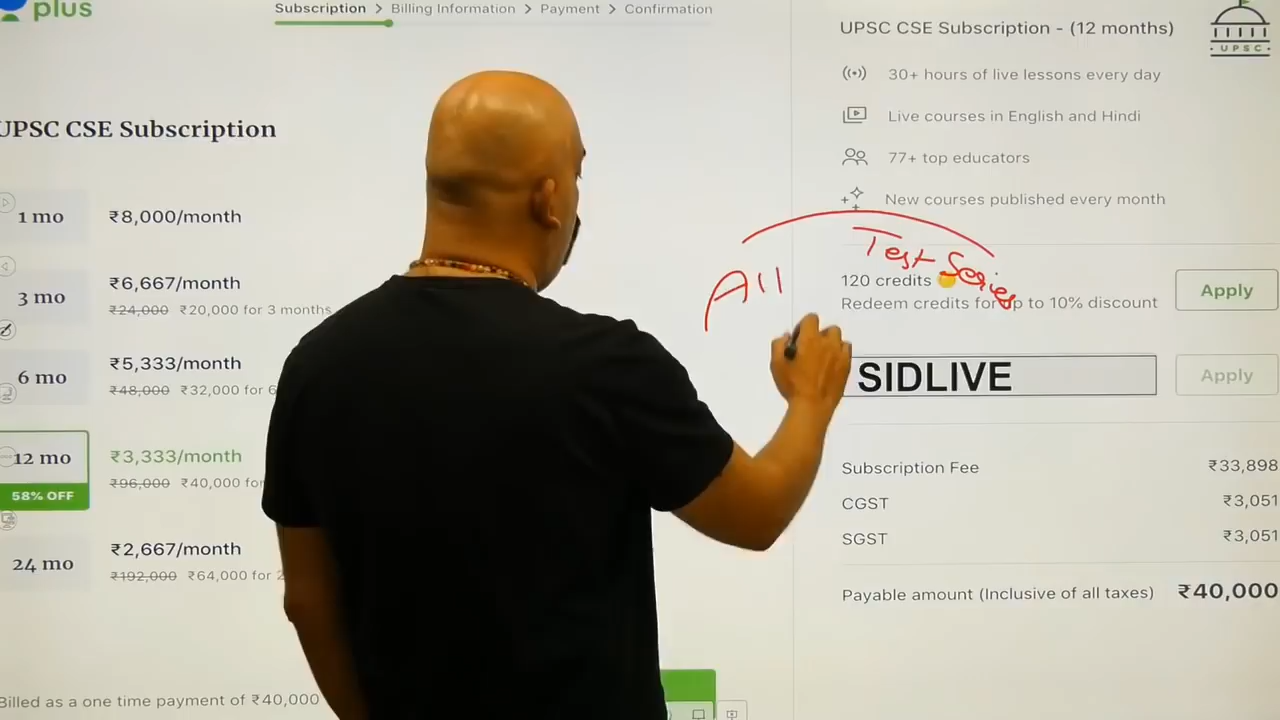 plus
Subscription > Billing Information > Payment > Confirmation
UPSC CSE Subscription
1 mo ₹8,000/month
3 mo ₹6,667/month
₹24,000 ₹20,000 for 3 months
6 mo ₹5,333/month
₹48,000 ₹32,000 for 6
12 mo ₹3,333/month
58% OFF ₹96,000 ₹40,000 for
24 mo ₹2,667/month
₹192,000 ₹64,000 for 2
Billed as a one time payment of ₹40,000
UPSC CSE Subscription - (12 months)
UPSC
30+ hours of live lessons every day
Live courses in English and Hindi
77+ top educators
New courses published every month
All Test Series
120 credits
Redeem credits for up to 10% discount
Apply
SIDLIVE
Apply
Subscription Fee ₹33,898
CGST ₹3,051
SGST ₹3,051
Payable amount (Inclusive of all taxes) ₹40,000